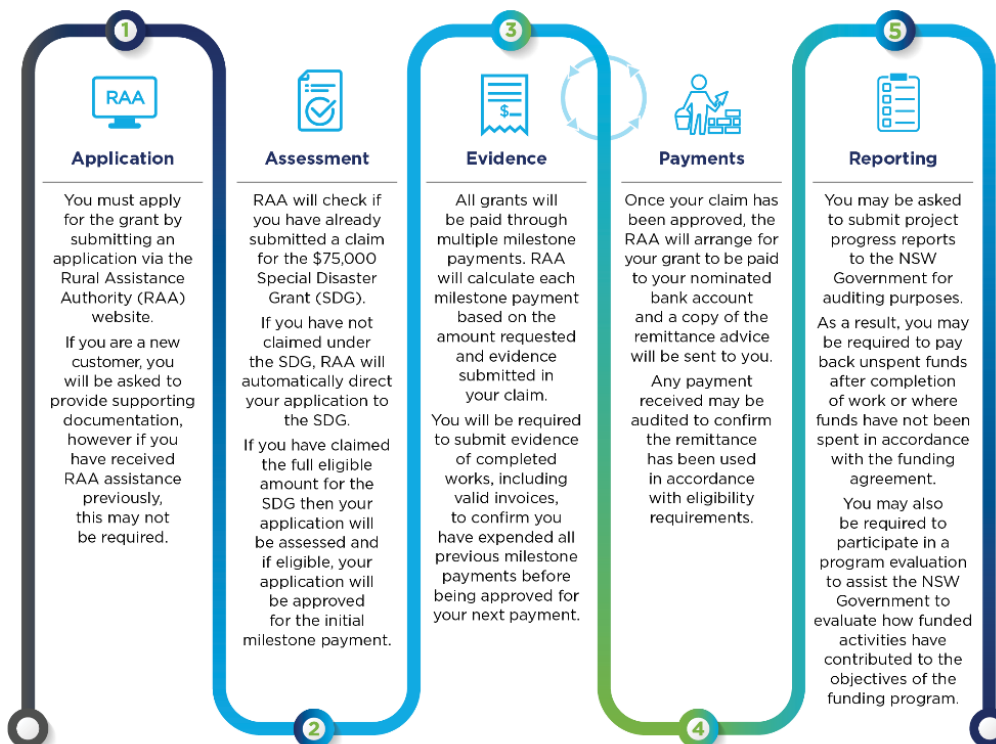 1
RAA
Application
You must apply
for the grant by
submitting an
application via the
Rural Assistance
Authority (RAA)
website.
If you are a new
customer, you
will be asked to
provide supporting
documentation,
however if you
have received
RAA assistance
previously,
this may not
be required.
2
Assessment
RAA will check if
you have already
submitted a claim
for the $75,000
Special Disaster
Grant (SDG).
If you have not
claimed under
the SDG, RAA will
automatically direct
your application to
the SDG.
If you have claimed
the full eligible
amount for the
SDG then your
application will
be assessed and
if eligible, your
application will
be approved
for the initial
milestone payment.
3
$
Evidence
All grants will
be paid through
multiple milestone
payments. RAA
will calculate each
milestone payment
based on the
amount requested
and evidence
submitted in
your claim.
You will be required
to submit evidence
of completed
works, including
valid invoices,
to confirm you
have expended all
previous milestone
payments before
being approved for
your next payment.
4
Payments
Once your claim has
been approved, the
RAA will arrange for
your grant to be paid
to your nominated
bank account
and a copy of the
remittance advice
will be sent to you.
Any payment
received may be
audited to confirm
the remittance
has been used
in accordance
with eligibility
requirements.
5
Reporting
You may be asked
to submit project
progress reports
to the NSW
Government for
auditing purposes.
As a result, you may
be required to pay
back unspent funds
after completion
of work or where
funds have not been
spent in accordance
with the funding
agreement.
You may also
be required to
participate in a
program evaluation
to assist the NSW
Government to
evaluate how funded
activities have
contributed to the
objectives of the
funding program.